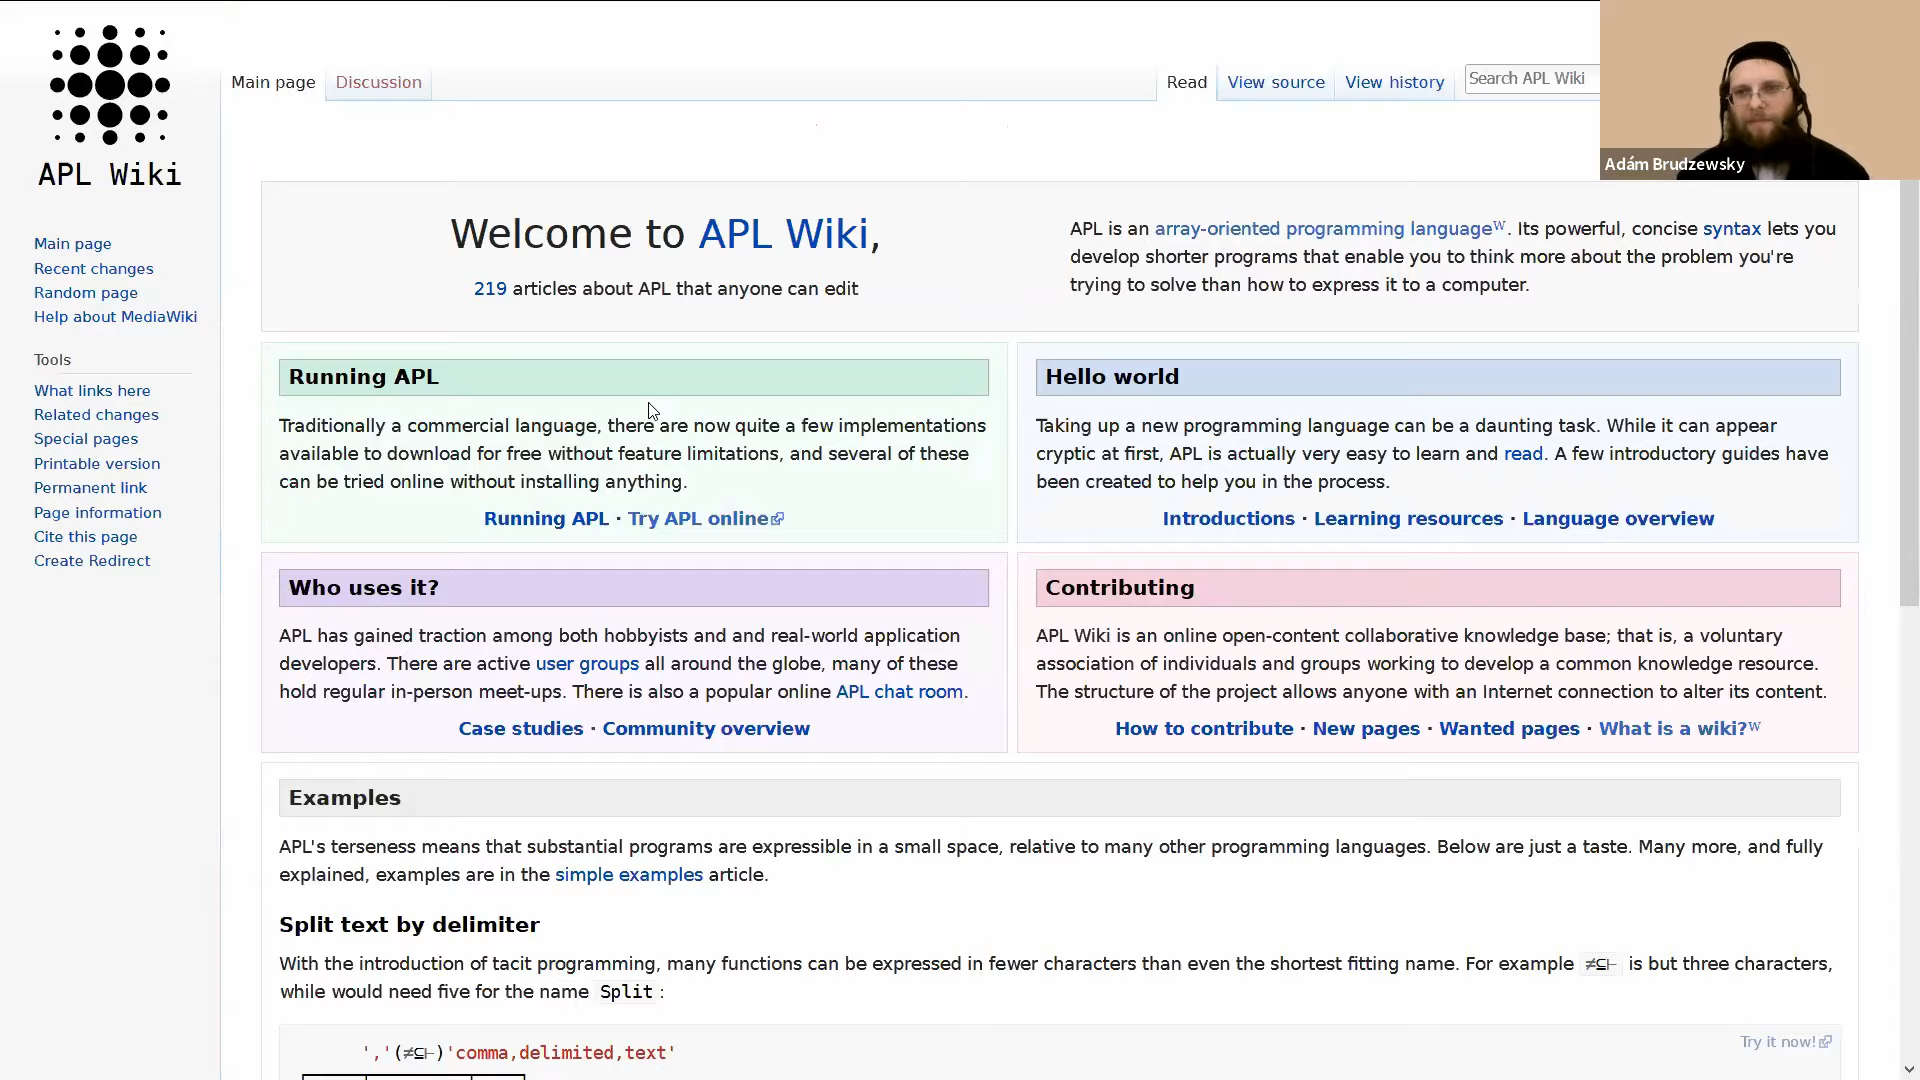 Main page
Discussion
Read
View source
View history
Search APL Wiki
Adám Brudzewsky
APL Wiki
Main page
Recent changes
Random page
Help about MediaWiki
Tools
What links here
Related changes
Special pages
Printable version
Permanent link
Page information
Cite this page
Create Redirect
Welcome to APL Wiki,
219 articles about APL that anyone can edit
APL is an array-oriented programming languageᵂ. Its powerful, concise syntax lets you
develop shorter programs that enable you to think more about the problem you're
trying to solve than how to express it to a computer.
Running APL
Traditionally a commercial language, there are now quite a few implementations
available to download for free without feature limitations, and several of these
can be tried online without installing anything.
Running APL · Try APL online
Hello world
Taking up a new programming language can be a daunting task. While it can appear
cryptic at first, APL is actually very easy to learn and read. A few introductory guides have
been created to help you in the process.
Introductions · Learning resources · Language overview
Who uses it?
APL has gained traction among both hobbyists and and real-world application
developers. There are active user groups all around the globe, many of these
hold regular in-person meet-ups. There is also a popular online APL chat room.
Case studies · Community overview
Contributing
APL Wiki is an online open-content collaborative knowledge base; that is, a voluntary
association of individuals and groups working to develop a common knowledge resource.
The structure of the project allows anyone with an Internet connection to alter its content.
How to contribute · New pages · Wanted pages · What is a wiki?ᵂ
Examples
APL's terseness means that substantial programs are expressible in a small space, relative to many other programming languages. Below are just a taste. Many more, and fully
explained, examples are in the simple examples article.
Split text by delimiter
With the introduction of tacit programming, many functions can be expressed in fewer characters than even the shortest fitting name. For example ≠⊆⊢ is but three characters,
while would need five for the name Split :
Try it now!
','(≠⊆⊢)'comma,delimited,text'